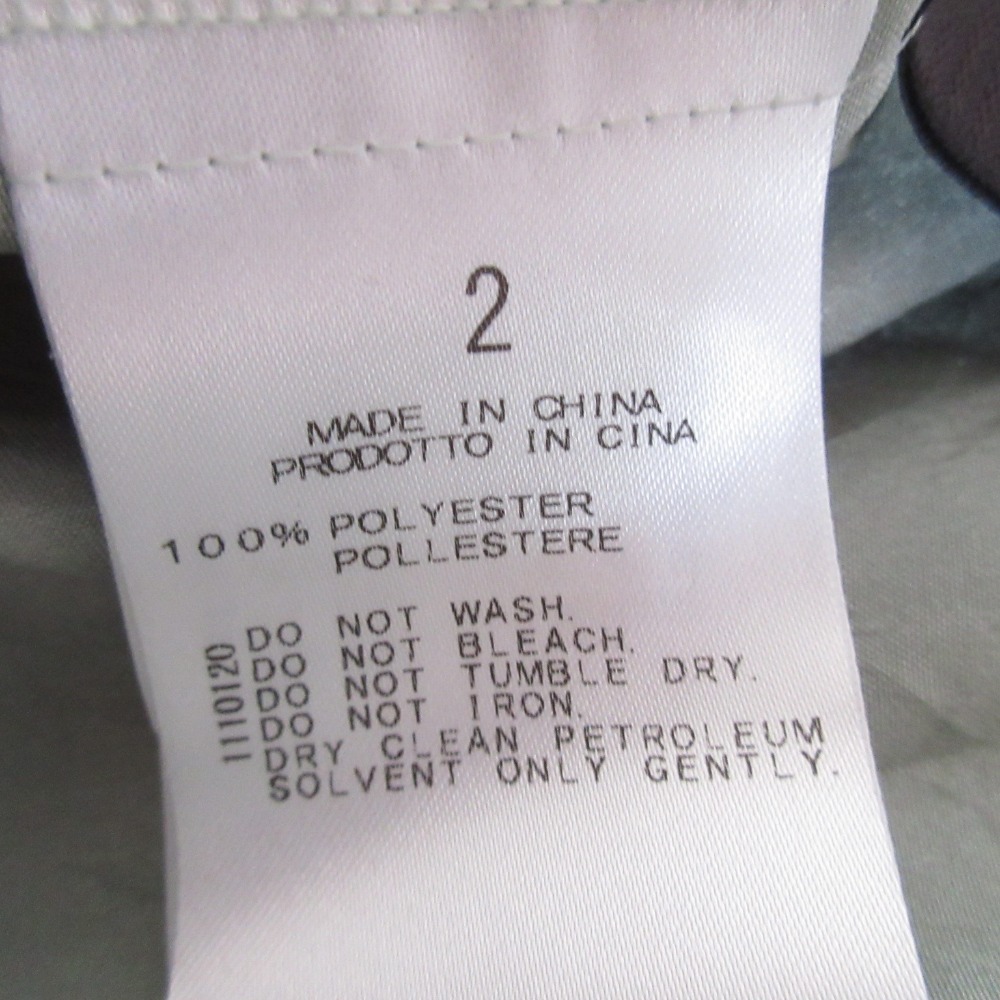 2
MADE IN CHINA
PRODOTTO IN CINA
100% POLYESTER
POLLESTERE
DO NOT WASH.
DO NOT BLEACH.
DO NOT TUMBLE DRY.
DO NOT IRON.
DRY CLEAN PETROLEUM
SOLVENT ONLY GENTLY.
1110120